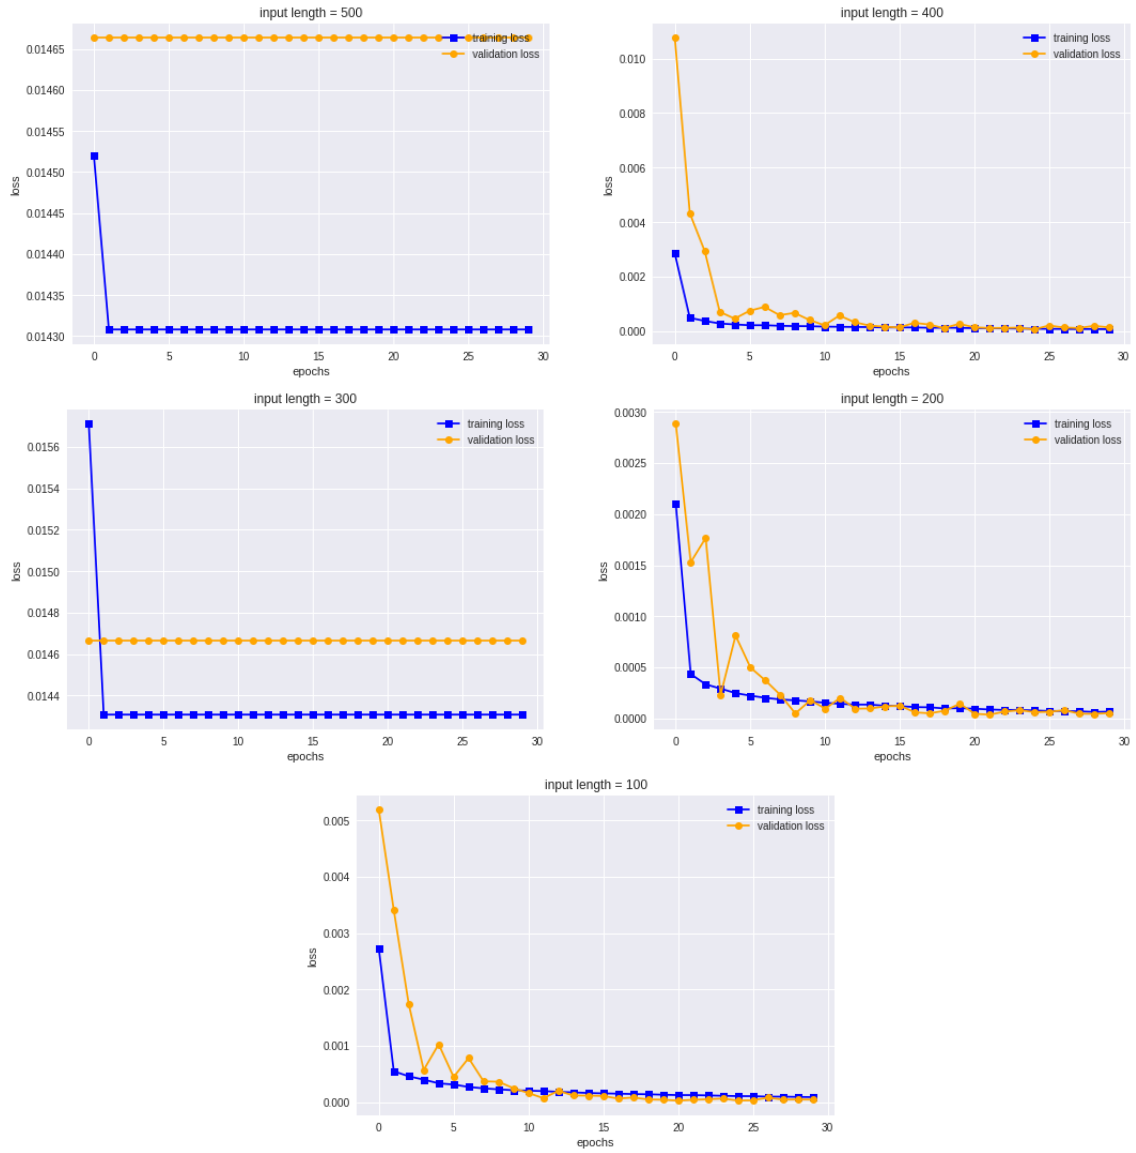 input length = 500
0.01465
0.01460
0.01455
0.01450
0.01445
0.01440
0.01435
0.01430
loss
training loss
validation loss
0 5 10 15 20 25 30
epochs
input length = 400
0.010
0.008
0.006
0.004
0.002
0.000
loss
training loss
validation loss
0 5 10 15 20 25 30
epochs
input length = 300
0.0156
0.0154
0.0152
0.0150
0.0148
0.0146
0.0144
loss
training loss
validation loss
0 5 10 15 20 25 30
epochs
input length = 200
0.0030
0.0025
0.0020
0.0015
0.0010
0.0005
0.0000
loss
training loss
validation loss
0 5 10 15 20 25 30
epochs
input length = 100
0.005
0.004
0.003
0.002
0.001
0.000
loss
training loss
validation loss
0 5 10 15 20 25 30
epochs